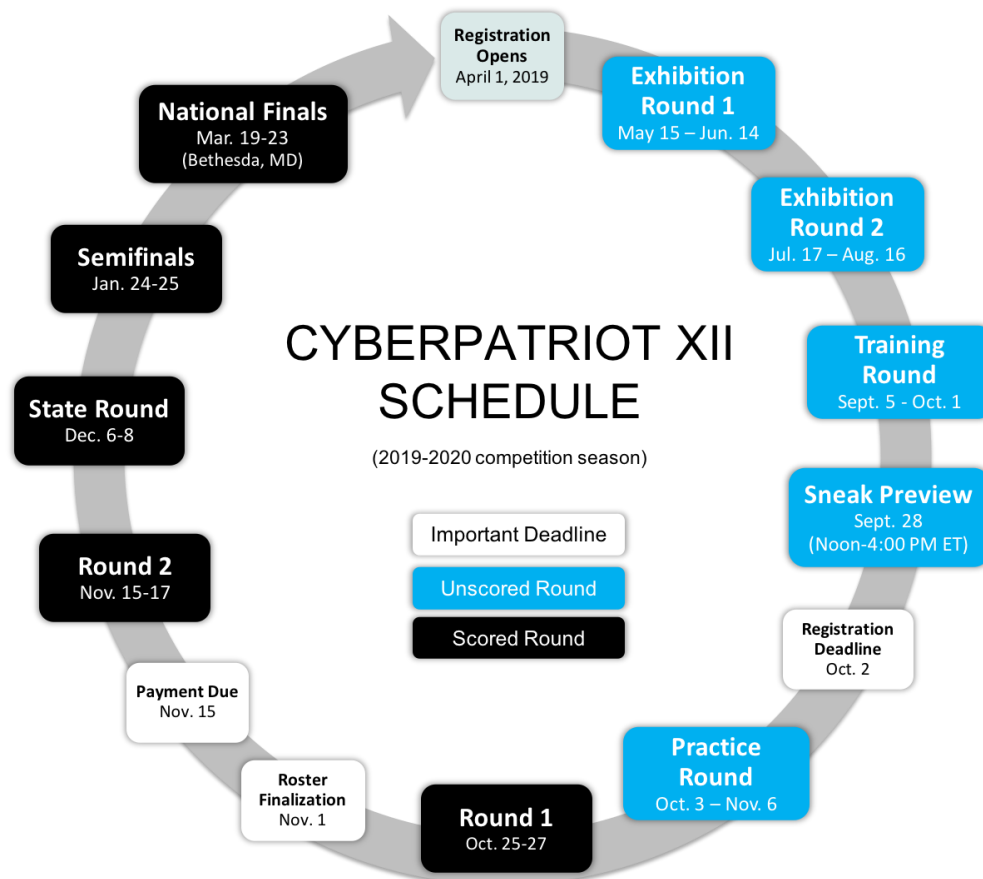 Registration
Opens
April 1, 2019
Exhibition
Round 1
May 15 – Jun. 14
Exhibition
Round 2
Jul. 17 – Aug. 16
Training
Round
Sept. 5 - Oct. 1
Sneak Preview
Sept. 28
(Noon-4:00 PM ET)
Registration
Deadline
Oct. 2
Practice
Round
Oct. 3 – Nov. 6
Round 1
Oct. 25-27
Roster
Finalization
Nov. 1
Payment Due
Nov. 15
Round 2
Nov. 15-17
State Round
Dec. 6-8
Semifinals
Jan. 24-25
National Finals
Mar. 19-23
(Bethesda, MD)
CYBERPATRIOT XII
SCHEDULE
(2019-2020 competition season)
Important Deadline
Unscored Round
Scored Round